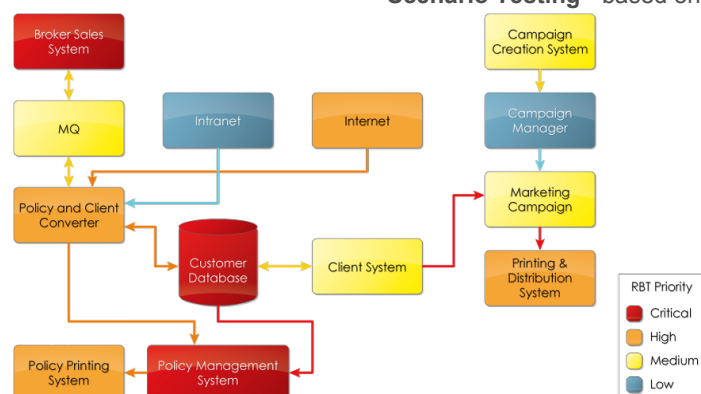 Scenario Testing - based on
Broker Sales
System
Campaign
Creation System
MQ
Intranet
Internet
Campaign
Manager
Policy and Client
Converter
Marketing
Campaign
Customer
Database
Client System
Printing &
Distribution
System
RBT Priority
Critical
High
Medium
Low
Policy Printing
System
Policy Management
System